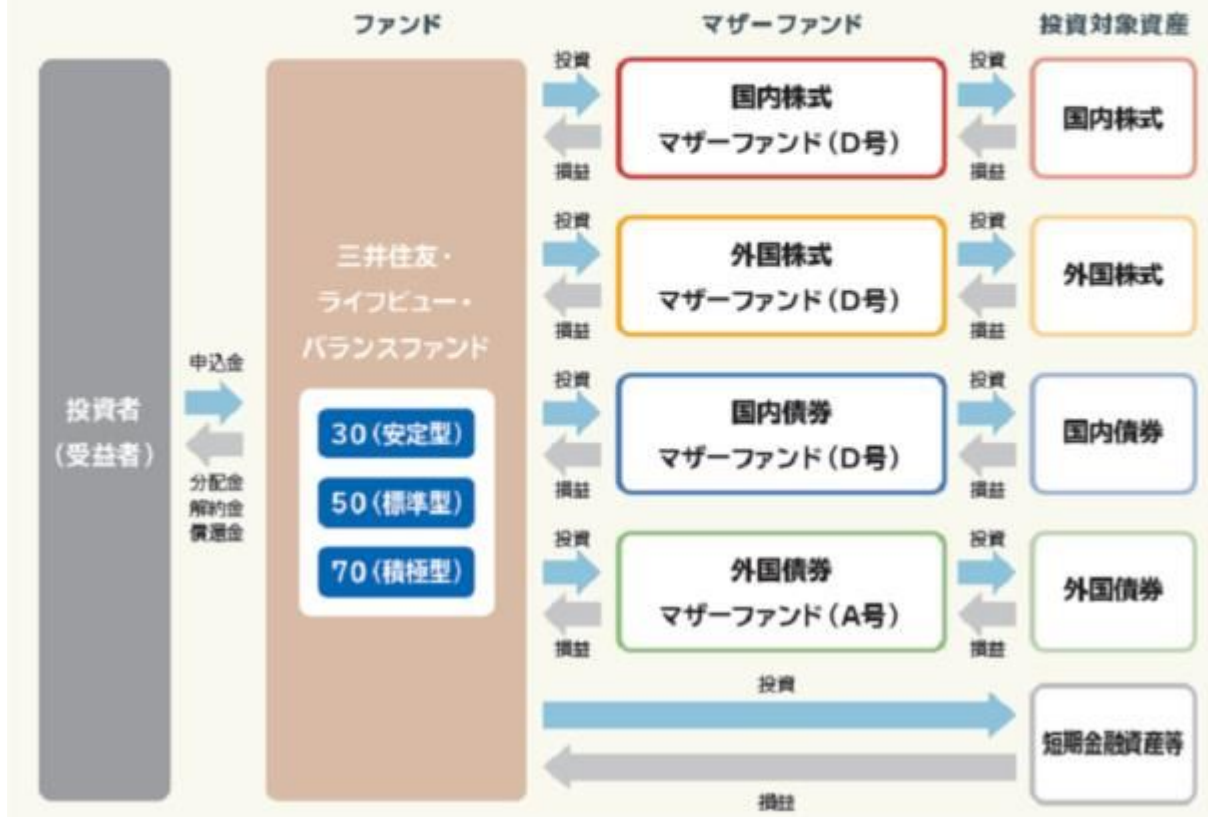 ファンド
マザーファンド
投資対象資産
投資者
(受益者)
申込金
分配金
解約金
償還金
三井住友・
ライフビュー・
バランスファンド
30(安定型)
50(標準型)
70(積極型)
投資
損益
国内株式
マザーファンド(D号)
投資
損益
国内株式
投資
損益
外国株式
マザーファンド(D号)
投資
損益
外国株式
投資
損益
国内債券
マザーファンド(D号)
投資
損益
国内債券
投資
損益
外国債券
マザーファンド(A号)
投資
損益
外国債券
投資
損益
短期金融資産等